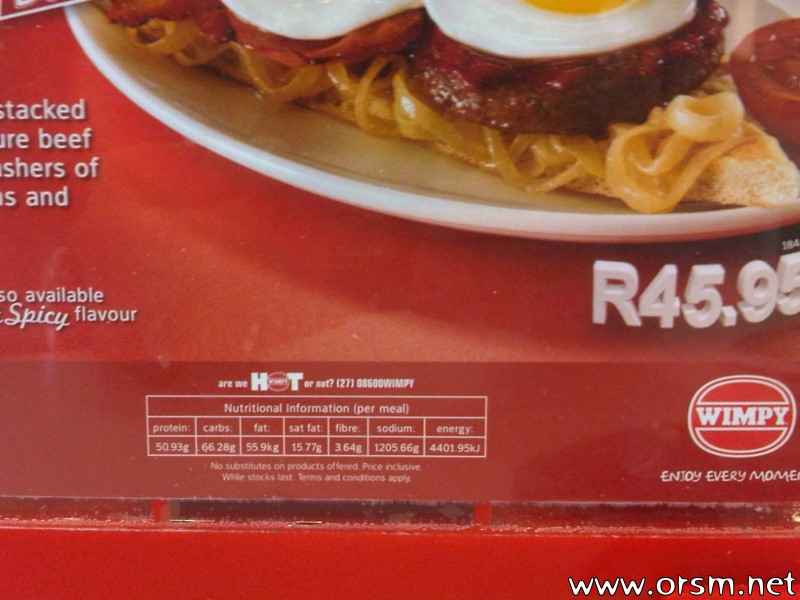 stacked
ure beef
ashers of
ns and
so available
Spicy flavour
184
R45.95
are we HOT or not? (27) 08600WIMPY
WIMPY
Nutritional Information (per meal)
protein: carbs: fat: sat fat: fibre: sodium: energy:
50.93g 66.28g 55.9kg 15.77g 3.64g 1205.66g 4401.95kJ
No substitutes on products offered. Price inclusive.
While stocks last. Terms and conditions apply.
WIMPY
ENJOY EVERY MOMEN
www.orsm.net